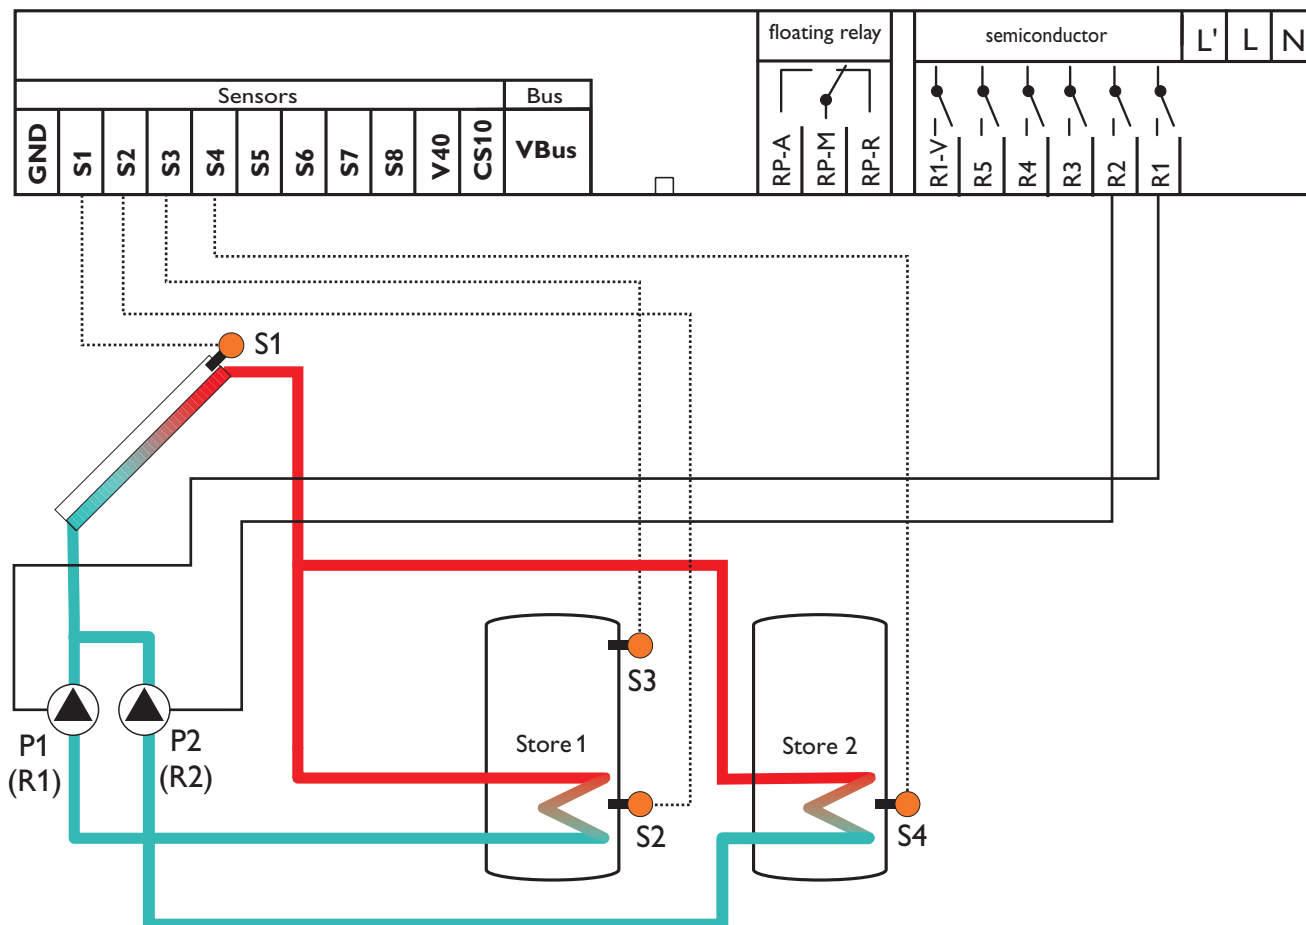 floating relay
semiconductor
L' L N
Sensors Bus
GND S1 S2 S3 S4 S5 S6 S7 S8 V40 CS10 VBus
RP-A RP-M RP-R
R1-V R5 R4 R3 R2 R1
S1
S3
P1
(R1)
P2
(R2)
Store 1
Store 2
S2
S4